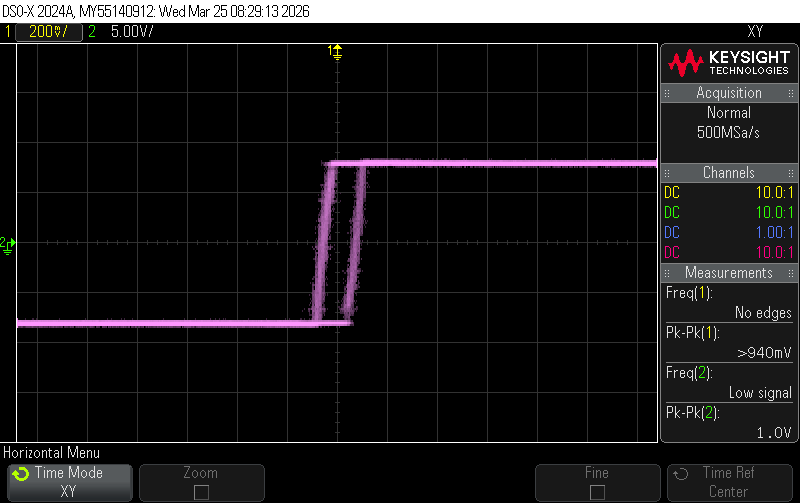 DSO-X 2024A, MY55140912: Wed Mar 25 08:29:13 2026
1 200mV/ 2 5.00V/ XY
1
2
KEYSIGHT
TECHNOLOGIES
Acquisition
Normal
500MSa/s
Channels
DC 10.0:1
DC 10.0:1
DC 1.00:1
DC 10.0:1
Measurements
Freq(1):
No edges
Pk-Pk(1):
>940mV
Freq(2):
Low signal
Pk-Pk(2):
1.0V
Horizontal Menu
Time Mode
XY
Zoom
Fine
Time Ref
Center